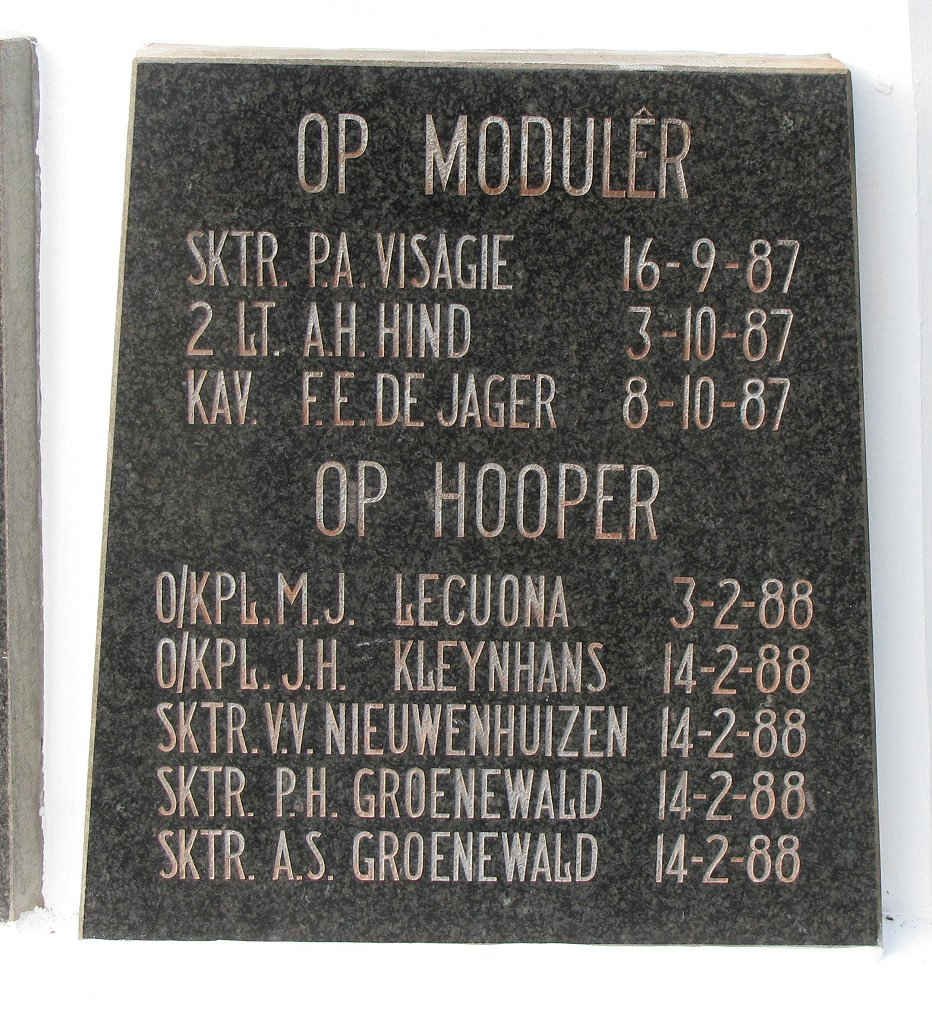 OP MODULÊR
SKTR. P.A. VISAGIE 16-9-87
2 LT. A.H. HIND 3-10-87
KAV. F.E. DE JAGER 8-10-87
OP HOOPER
O/KPL. M.J. LECUONA 3-2-88
O/KPL. J.H. KLEYNHANS 14-2-88
SKTR. V.V. NIEUWENHUIZEN 14-2-88
SKTR. P.H. GROENEWALD 14-2-88
SKTR. A.S. GROENEWALD 14-2-88